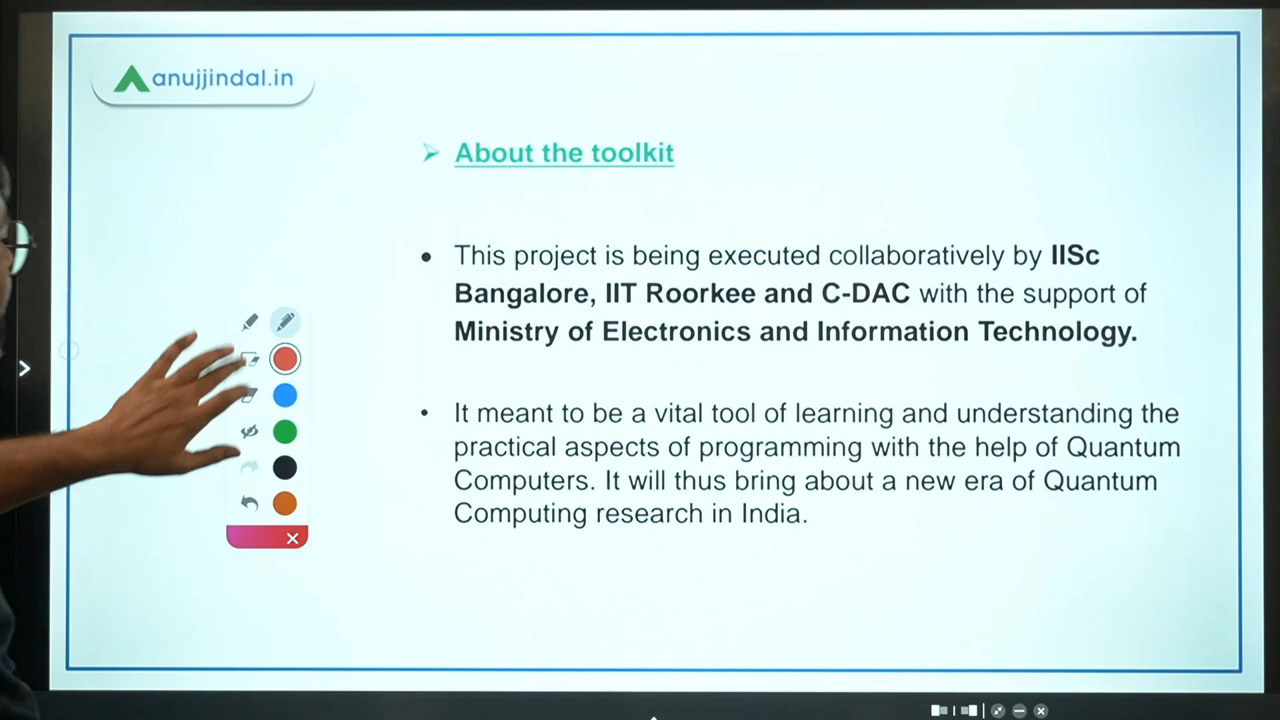 anujjindal.in
About the toolkit
This project is being executed collaboratively by IISc
Bangalore, IIT Roorkee and C-DAC with the support of
Ministry of Electronics and Information Technology.
It meant to be a vital tool of learning and understanding the
practical aspects of programming with the help of Quantum
Computers. It will thus bring about a new era of Quantum
Computing research in India.